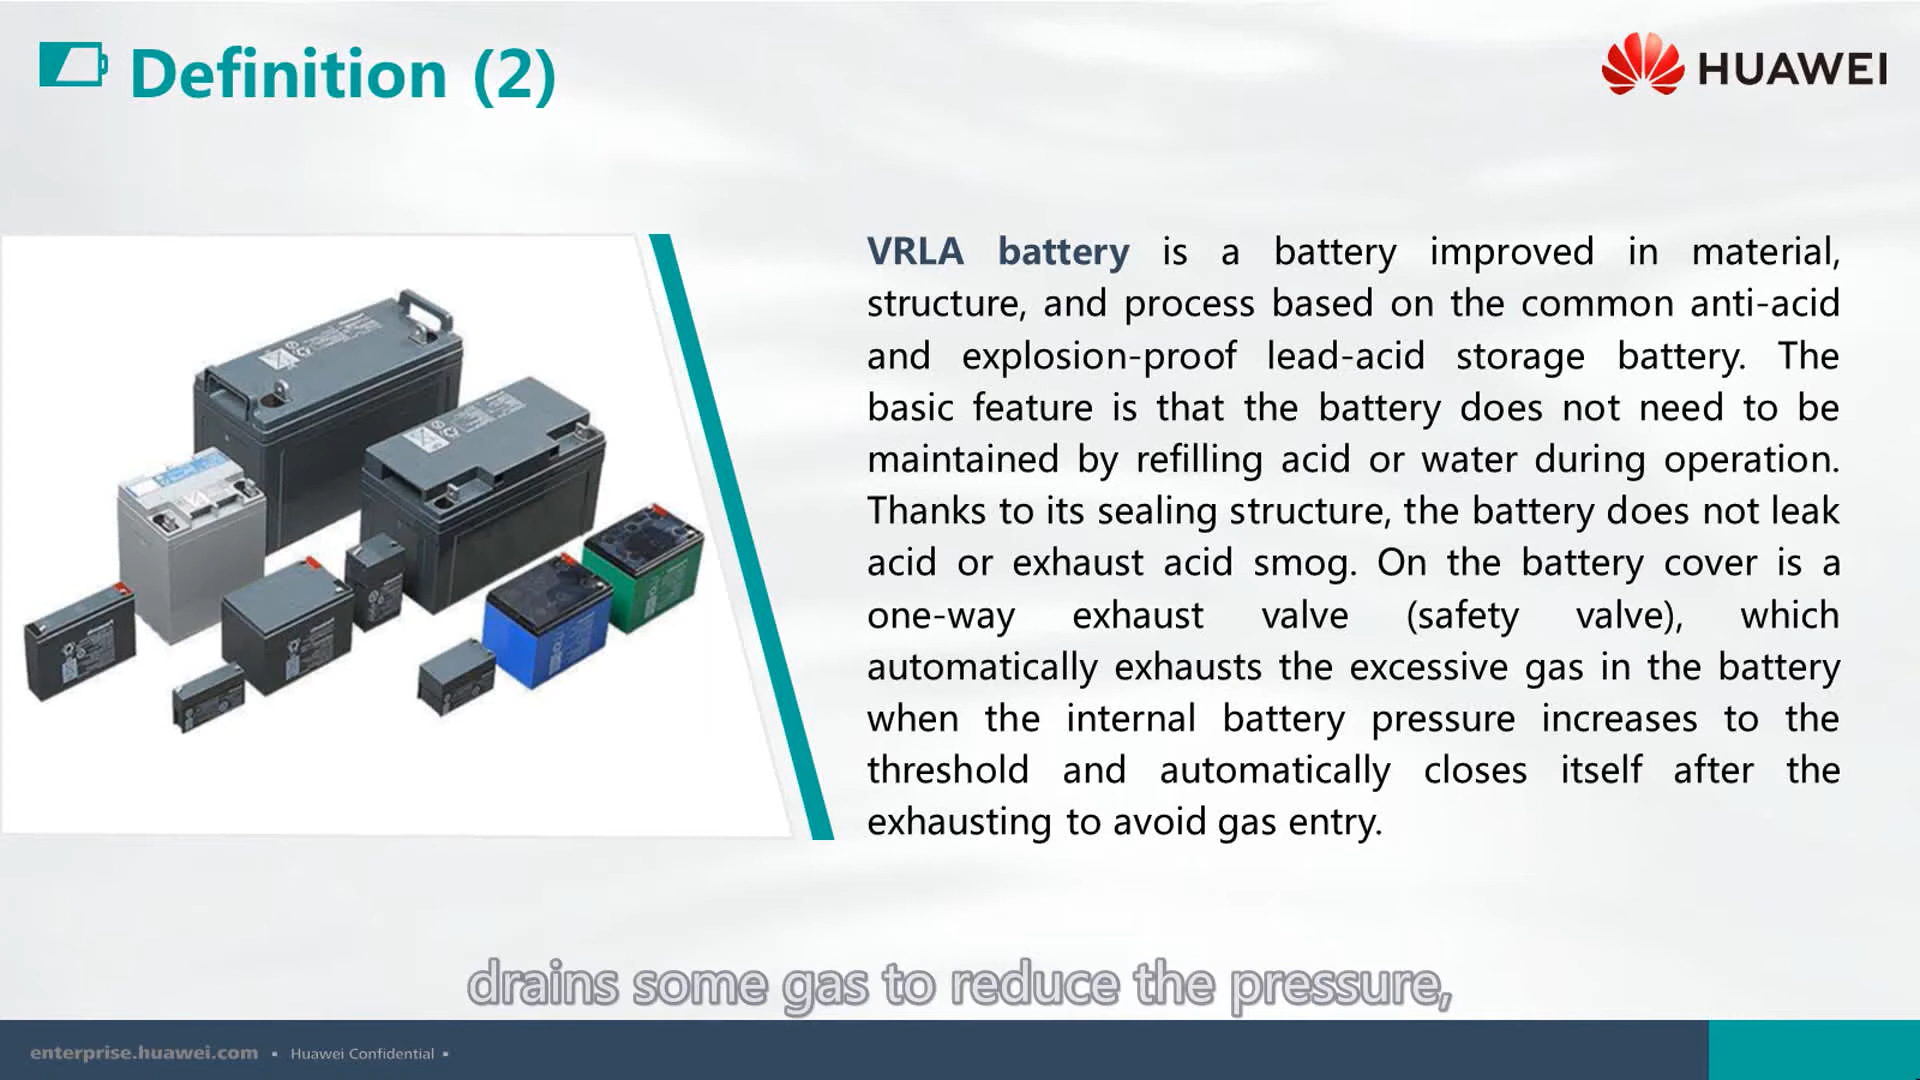 Definition (2)
HUAWEI
VRLA battery is a battery improved in material,
structure, and process based on the common anti-acid
and explosion-proof lead-acid storage battery. The
basic feature is that the battery does not need to be
maintained by refilling acid or water during operation.
Thanks to its sealing structure, the battery does not leak
acid or exhaust acid smog. On the battery cover is a
one-way exhaust valve (safety valve), which
automatically exhausts the excessive gas in the battery
when the internal battery pressure increases to the
threshold and automatically closes itself after the
exhausting to avoid gas entry.
drains some gas to reduce the pressure,
enterprise.huawei.com ▪ Huawei Confidential ▪